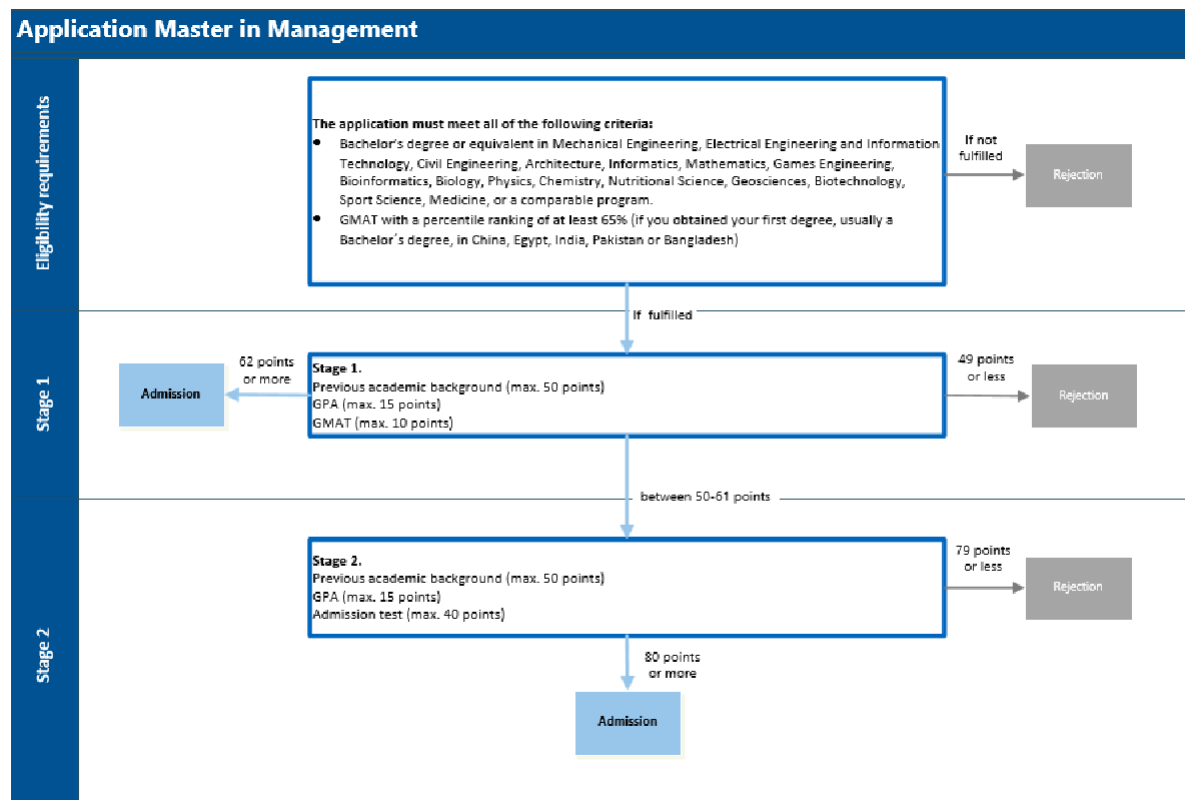 Application Master in Management
Eligibility requirements
The application must meet all of the following criteria:
• Bachelor's degree or equivalent in Mechanical Engineering, Electrical Engineering and Information
Technology, Civil Engineering, Architecture, Informatics, Mathematics, Games Engineering,
Bioinformatics, Biology, Physics, Chemistry, Nutritional Science, Geosciences, Biotechnology,
Sport Science, Medicine, or a comparable program.
• GMAT with a percentile ranking of at least 65% (if you obtained your first degree, usually a
Bachelor´s degree, in China, Egypt, India, Pakistan or Bangladesh)
If not
fulfilled
Rejection
If fulfilled
Stage 1
62 points
or more
Admission
Stage 1.
Previous academic background (max. 50 points)
GPA (max. 15 points)
GMAT (max. 10 points)
49 points
or less
Rejection
between 50-61 points
Stage 2
Stage 2.
Previous academic background (max. 50 points)
GPA (max. 15 points)
Admission test (max. 40 points)
79 points
or less
Rejection
80 points
or more
Admission